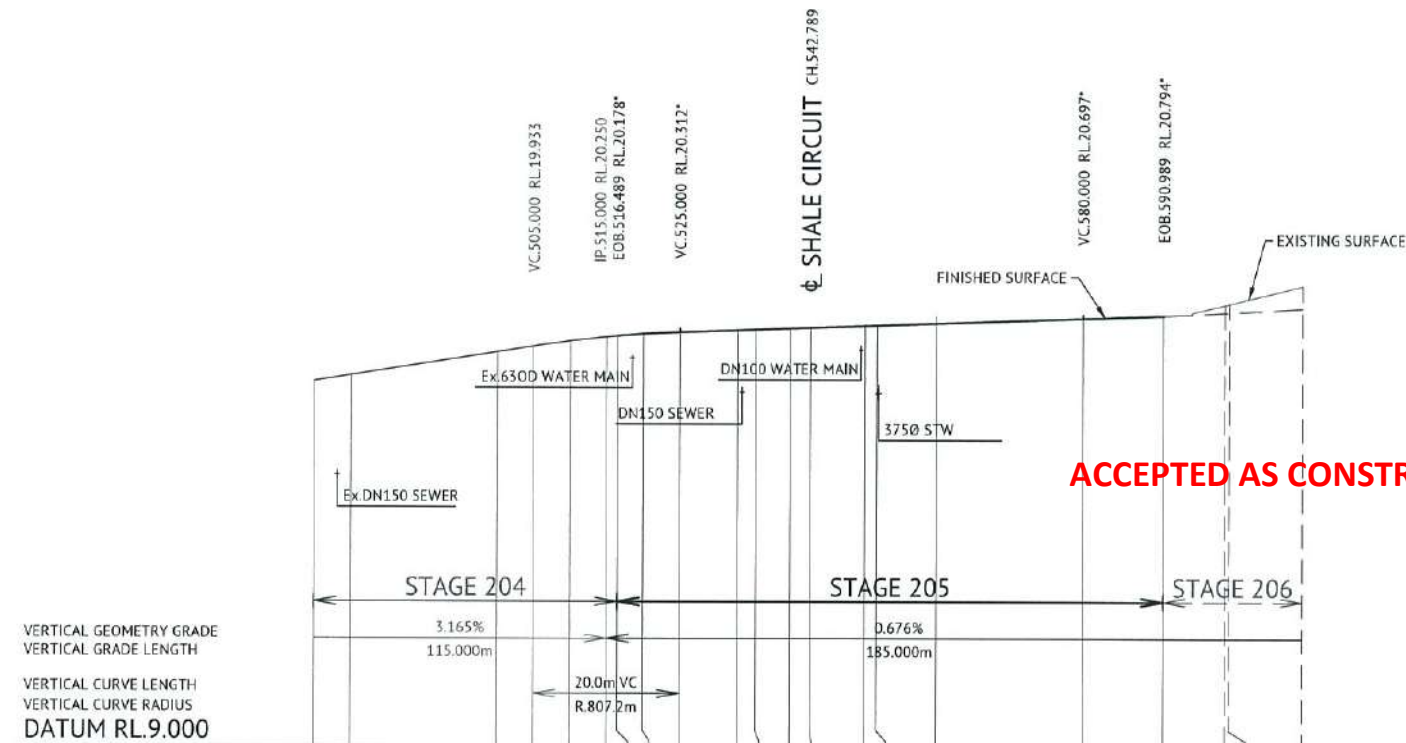 VC.505.000 RL.19.933
IP.515.000 RL.20.250
EOB.516.489 RL.20.178*
VC.525.000 RL.20.312*
℄ SHALE CIRCUIT CH.542.789
VC.580.000 RL.20.697*
EOB.590.989 RL.20.794*
EXISTING SURFACE
FINISHED SURFACE
Ex.63OD WATER MAIN
DN100 WATER MAIN
DN150 SEWER
375Ø STW
Ex.DN150 SEWER
ACCEPTED AS CONSTR
STAGE 204
STAGE 205
STAGE 206
VERTICAL GEOMETRY GRADE
3.165%
0.676%
VERTICAL GRADE LENGTH
115.000m
185.000m
VERTICAL CURVE LENGTH
20.0m VC
VERTICAL CURVE RADIUS
R.807.2m
DATUM RL.9.000